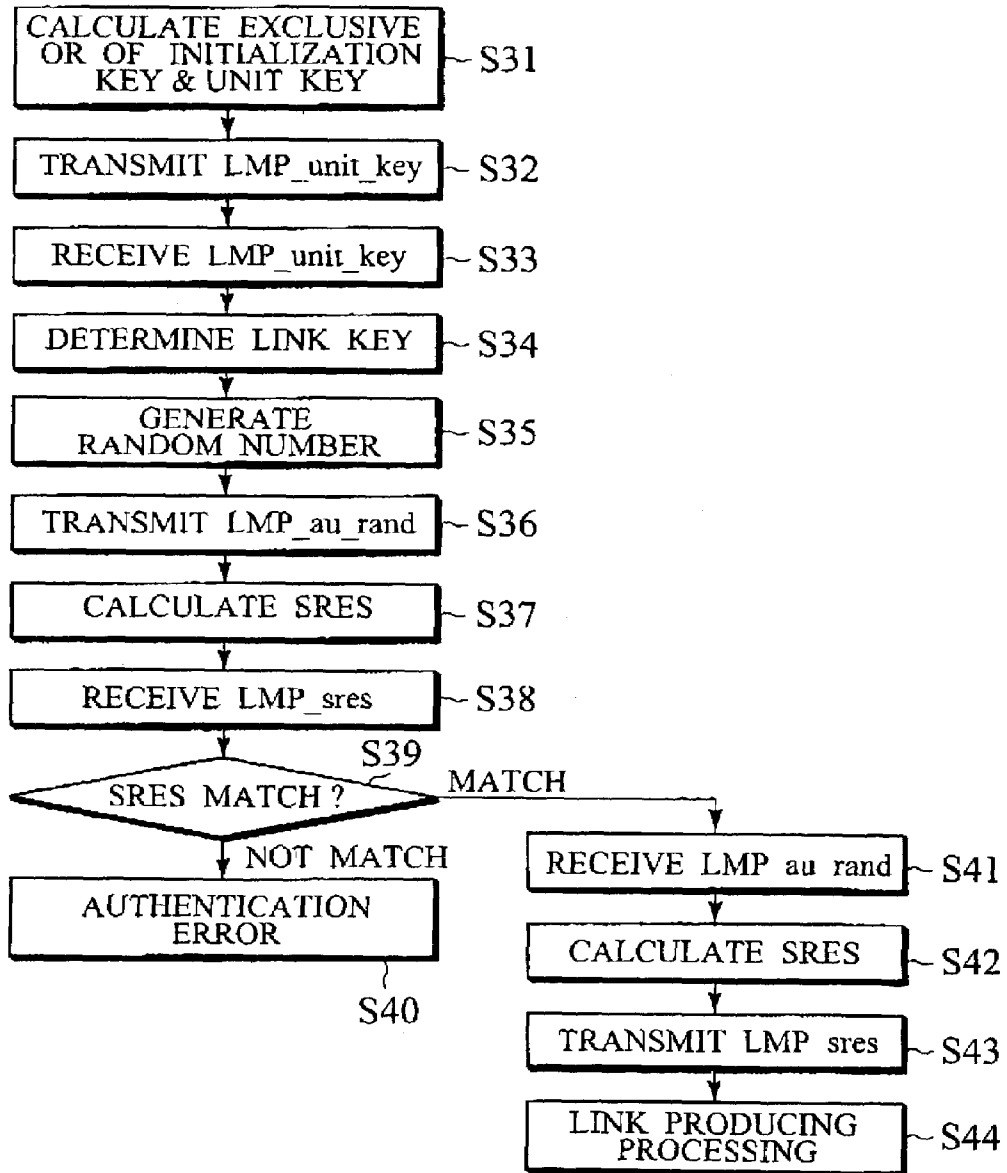 CALCULATE EXCLUSIVE
OR OF INITIALIZATION
KEY & UNIT KEY
S31
TRANSMIT LMP_unit_key
S32
RECEIVE LMP_unit_key
S33
DETERMINE LINK KEY
S34
GENERATE
RANDOM NUMBER
S35
TRANSMIT LMP_au_rand
S36
CALCULATE SRES
S37
RECEIVE LMP_sres
S38
S39
SRES MATCH ?
MATCH
NOT MATCH
AUTHENTICATION
ERROR
S40
RECEIVE LMP au rand
S41
CALCULATE SRES
S42
TRANSMIT LMP sres
S43
LINK PRODUCING
PROCESSING
S44